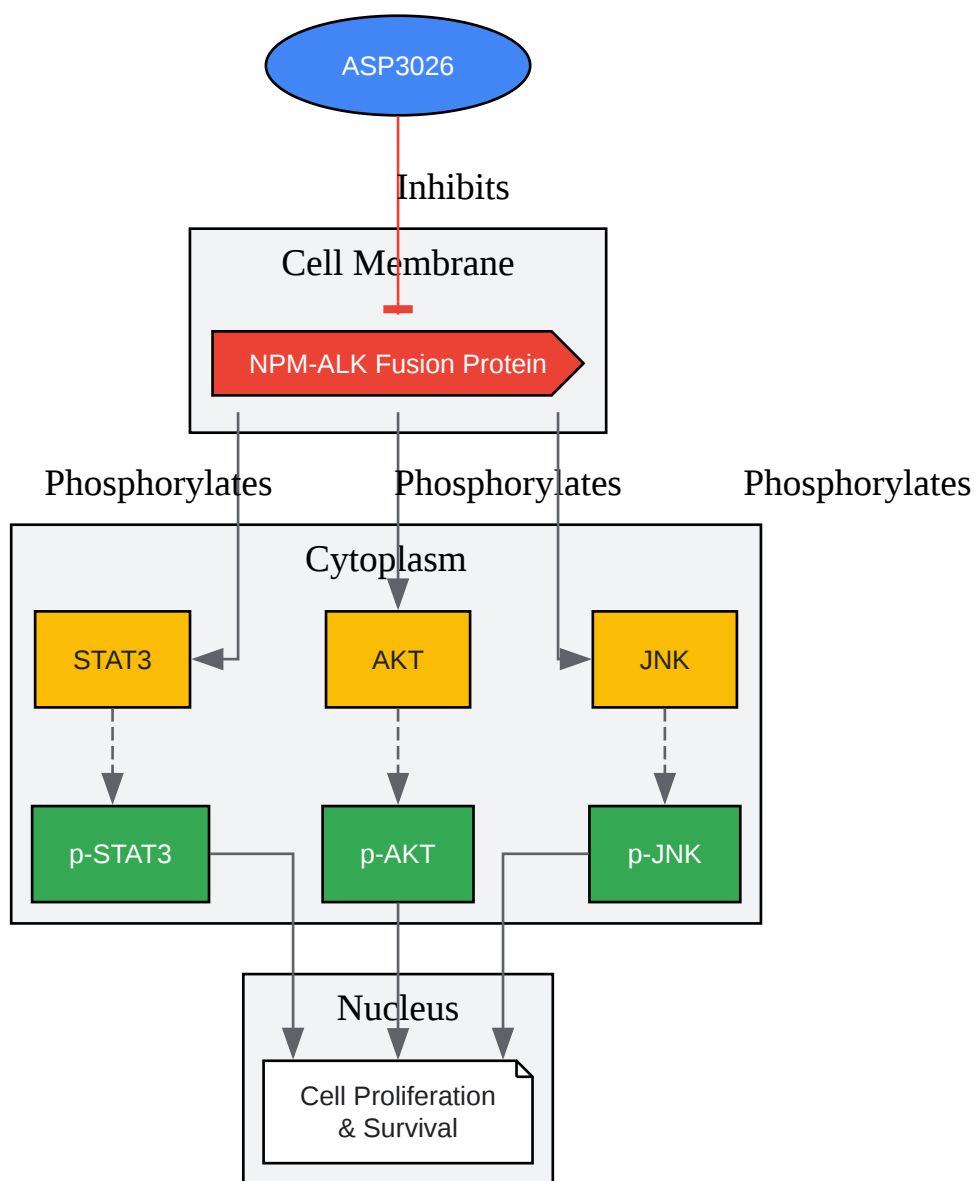 ASP3026
Inhibits
Cell Membrane
NPM-ALK Fusion Protein
Phosphorylates
Phosphorylates
Phosphorylates
Cytoplasm
STAT3
AKT
JNK
p-STAT3
p-AKT
p-JNK
Nucleus
Cell Proliferation
& Survival